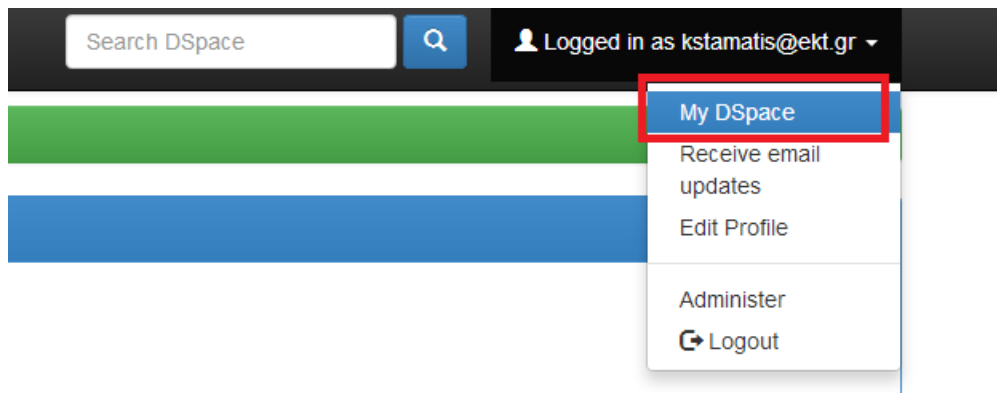 Search DSpace
Logged in as kstamatis@ekt.gr
My DSpace
Receive email
updates
Edit Profile
Administer
Logout